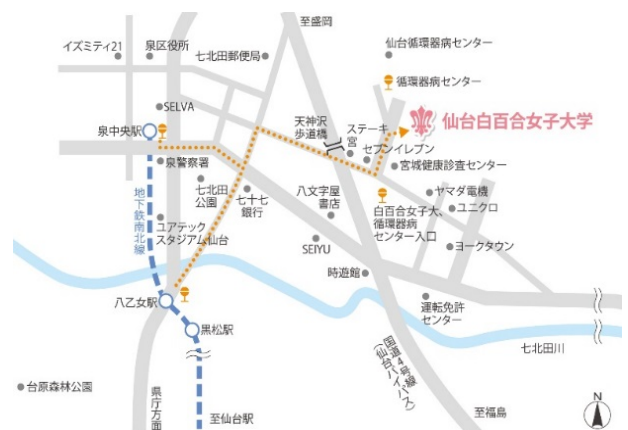 至盛岡
イズミティ21
泉区役所
七北田郵便局
仙台循環器病センター
循環器病センター
SELVA
仙台白百合女子大学
天神沢
歩道橋
ステーキ
宮
セブンイレブン
泉中央駅
泉警察署
宮城健康診査センター
七北田
公園
七十七
銀行
八文字屋
書店
ヤマダ電機
ユニクロ
白百合女子大、
循環器病
センター入口
地下鉄南北線
ユアテック
スタジアム仙台
SEIYU
ヨークタウン
時遊館
八乙女駅
運転免許
センター
黒松駅
七北田川
国道4号線
(仙台バイパス)
台原森林公園
県庁方面
至仙台駅
至福島
N